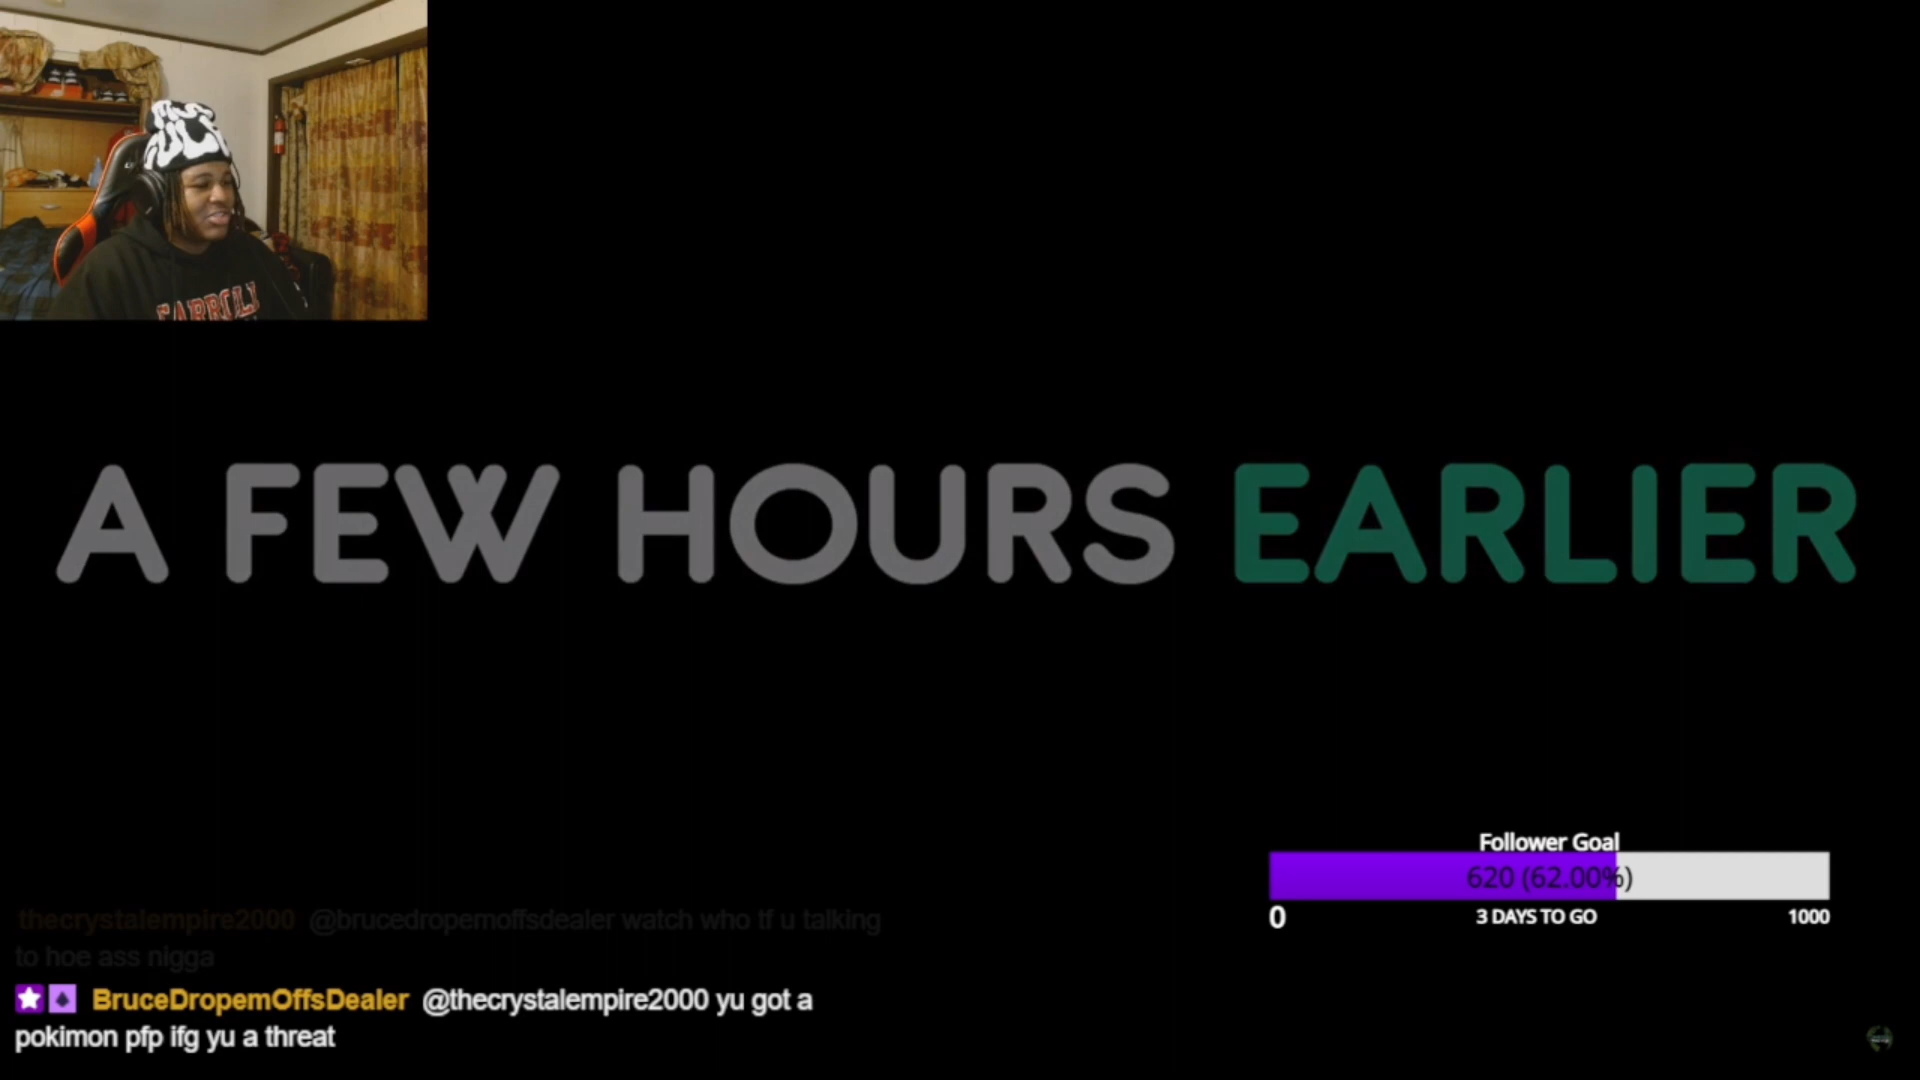 CARROLL
A FEW HOURS EARLIER
Follower Goal
620 (62.00%)
0 3 DAYS TO GO 1000
thecrystalempire2000 @brucedropemoffsdealer watch who tf u talking
to hoe ass nigga
BruceDropemOffsDealer @thecrystalempire2000 yu got a
pokimon pfp ifg yu a threat